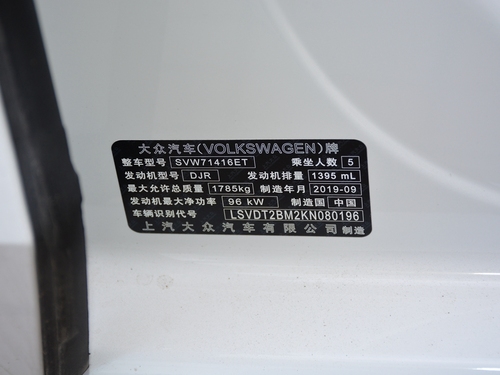 大众汽车(VOLKSWAGEN)牌
整车型号 SVW71416ET 乘坐人数 5
发动机型号 DJR 发动机排量 1395 mL
最大允许总质量 1785kg 制造年月 2019-09
发动机最大净功率 96 kW 制造国 中国
车辆识别代号 LSVDT2BM2KN080196
上汽大众汽车有限公司 制造